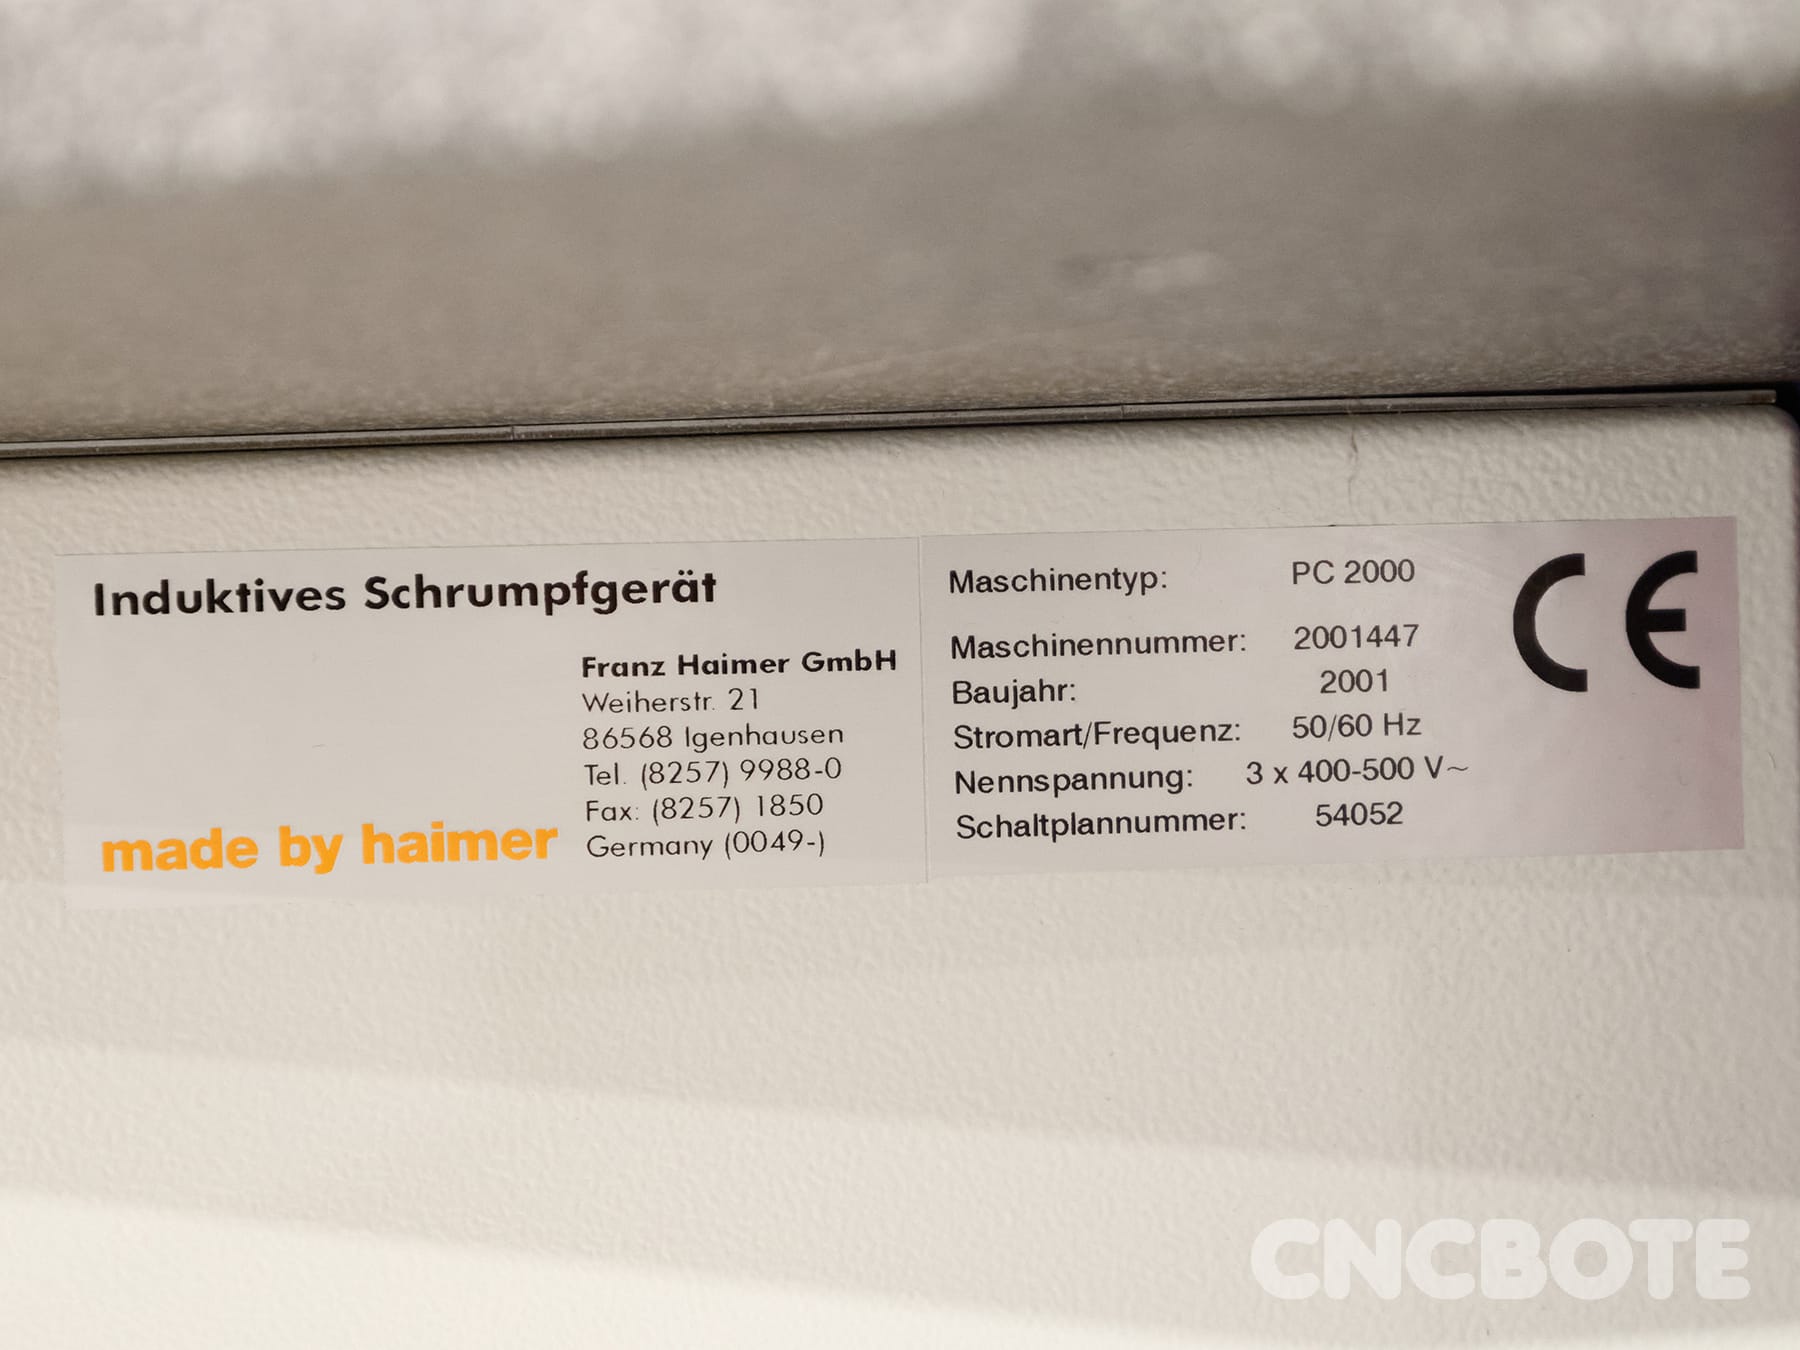 Induktives Schrumpfgerät
Franz Haimer GmbH
Weiherstr. 21
86568 Igenhausen
Tel. (8257) 9988-0
Fax: (8257) 1850
Germany (0049-)
made by haimer
Maschinentyp: PC 2000
Maschinennummer: 2001447
Baujahr: 2001
Stromart/Frequenz: 50/60 Hz
Nennspannung: 3 x 400-500 V~
Schaltplannummer: 54052
CE
CNCBOTE